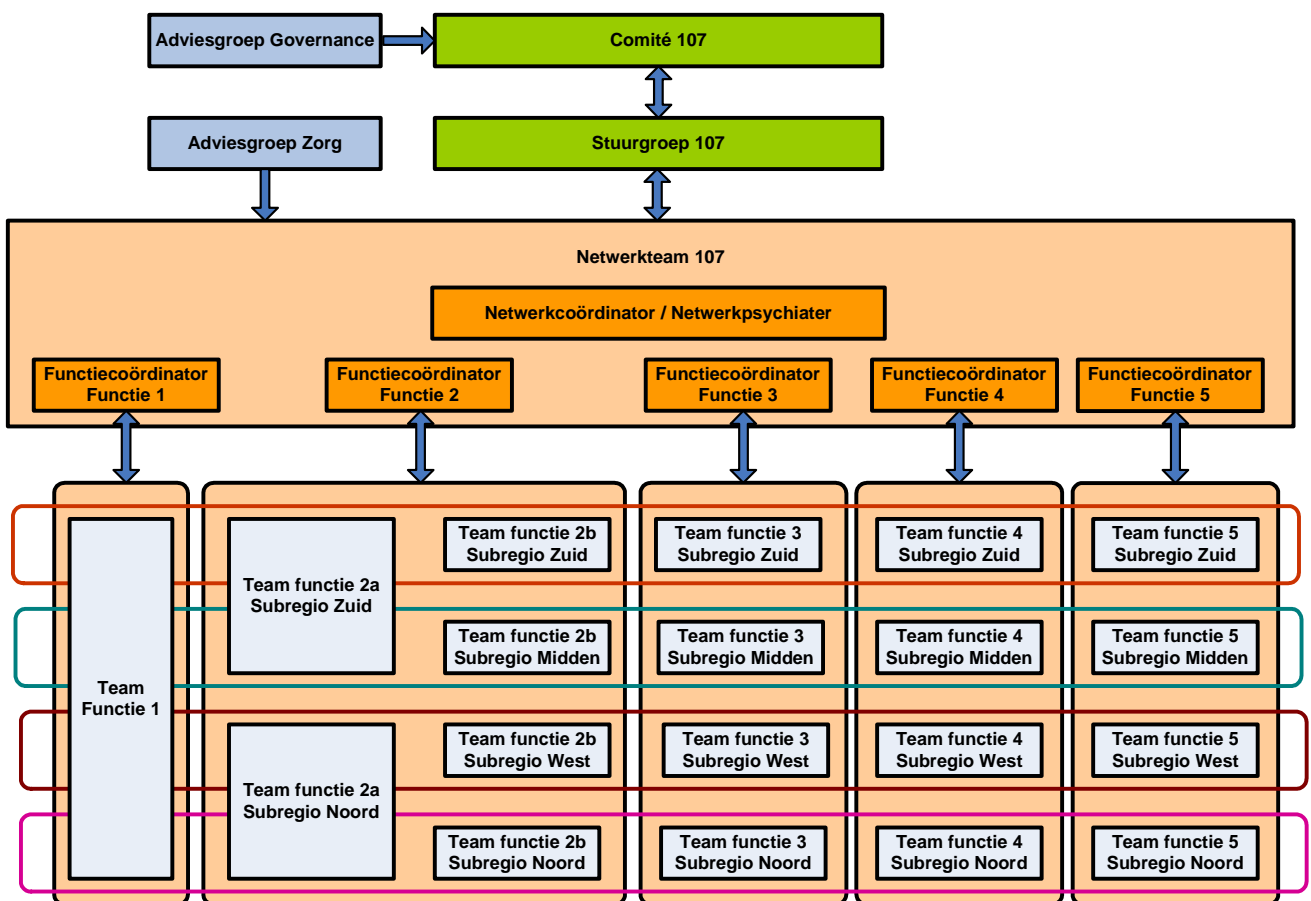 Adviesgroep Governance
Comité 107
Adviesgroep Zorg
Stuurgroep 107
Netwerkteam 107
Netwerkcoördinator / Netwerkpsychiater
Functiecoördinator
Functie 1
Functiecoördinator
Functie 2
Functiecoördinator
Functie 3
Functiecoördinator
Functie 4
Functiecoördinator
Functie 5
Team
Functie 1
Team functie 2a
Subregio Zuid
Team functie 2b
Subregio Zuid
Team functie 3
Subregio Zuid
Team functie 4
Subregio Zuid
Team functie 5
Subregio Zuid
Team functie 2b
Subregio Midden
Team functie 3
Subregio Midden
Team functie 4
Subregio Midden
Team functie 5
Subregio Midden
Team functie 2a
Subregio Noord
Team functie 2b
Subregio West
Team functie 3
Subregio West
Team functie 4
Subregio West
Team functie 5
Subregio West
Team functie 2b
Subregio Noord
Team functie 3
Subregio Noord
Team functie 4
Subregio Noord
Team functie 5
Subregio Noord